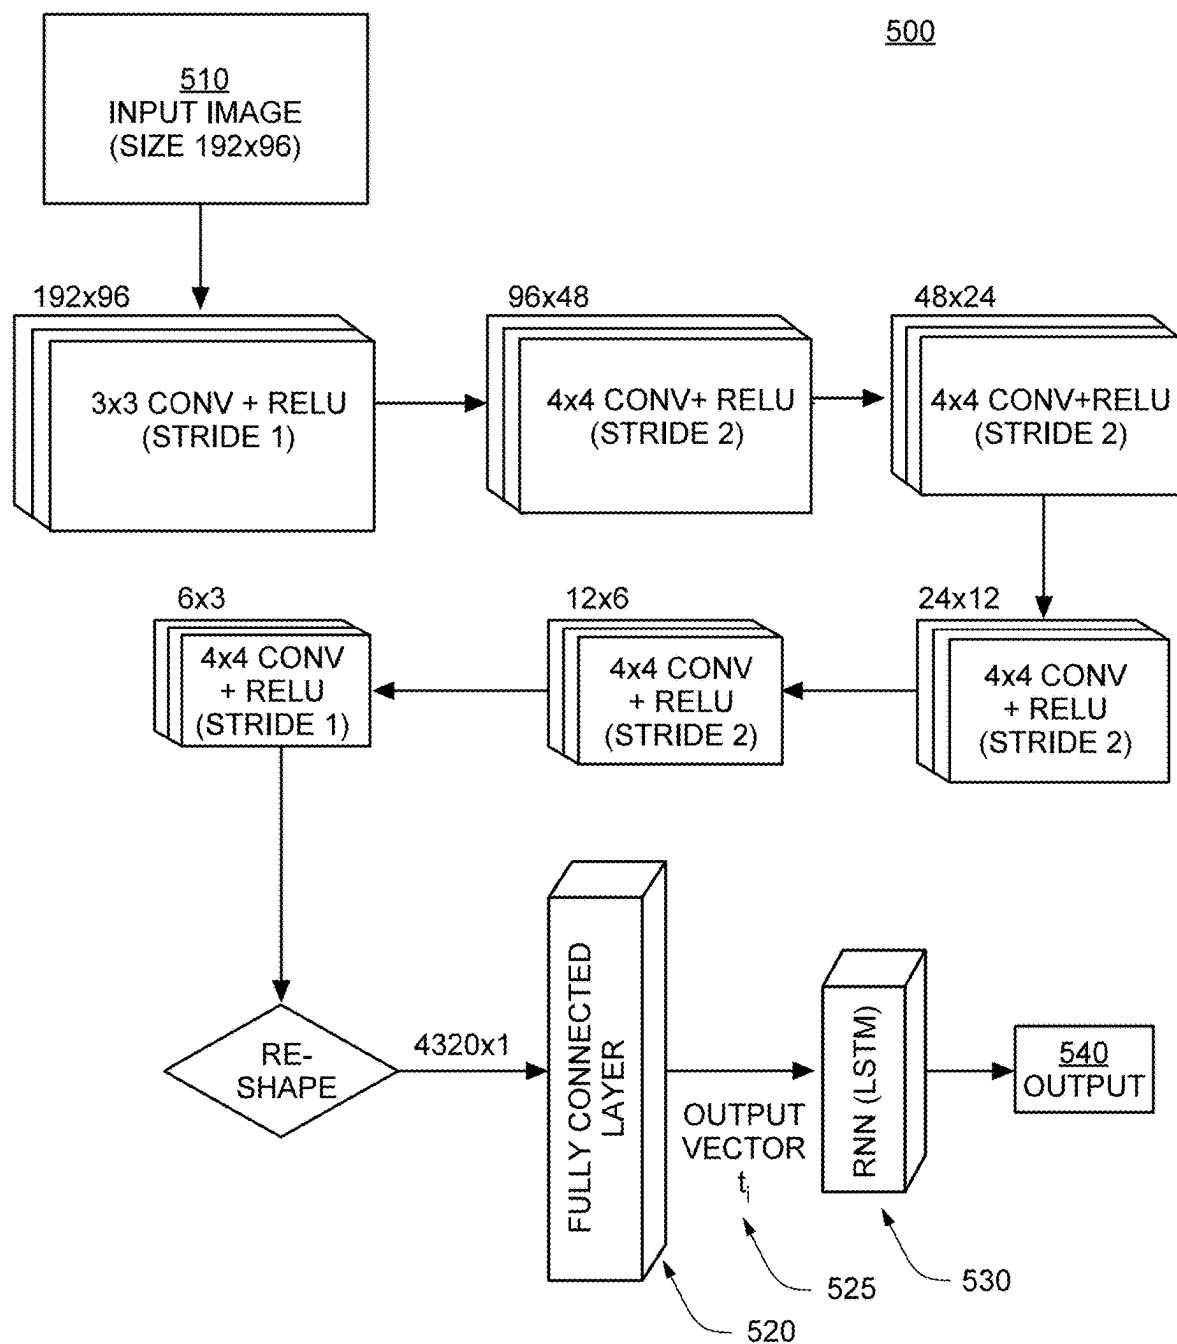 500
510
INPUT IMAGE
(SIZE 192x96)
192x96
3x3 CONV + RELU
(STRIDE 1)
96x48
4x4 CONV+ RELU
(STRIDE 2)
48x24
4x4 CONV+RELU
(STRIDE 2)
6x3
4x4 CONV
+ RELU
(STRIDE 1)
12x6
4x4 CONV
+ RELU
(STRIDE 2)
24x12
4x4 CONV
+ RELU
(STRIDE 2)
RE-
SHAPE
4320x1
FULLY CONNECTED
LAYER
OUTPUT
VECTOR
tᵢ
RNN (LSTM)
540
OUTPUT
520
525
530